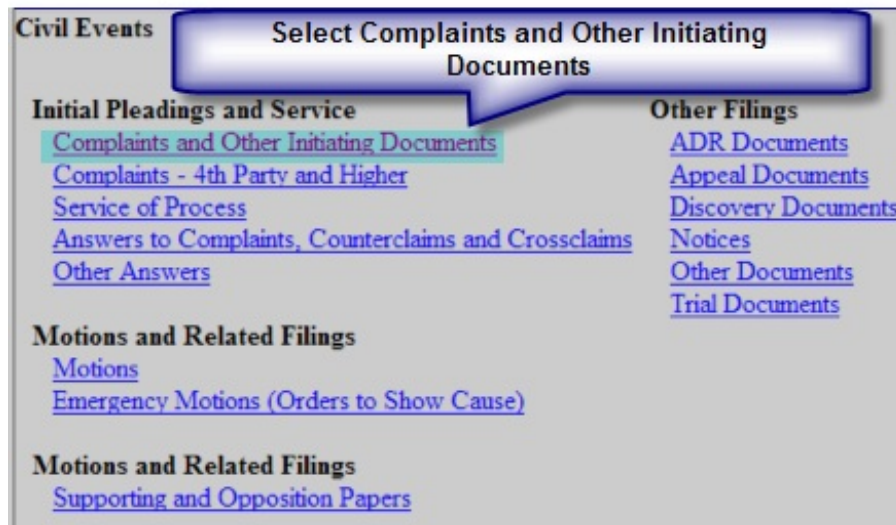 Civil Events
Select Complaints and Other Initiating
Documents
Initial Pleadings and Service
Complaints and Other Initiating Documents
Complaints - 4th Party and Higher
Service of Process
Answers to Complaints, Counterclaims and Crossclaims
Other Answers
Motions and Related Filings
Motions
Emergency Motions (Orders to Show Cause)
Motions and Related Filings
Supporting and Opposition Papers
Other Filings
ADR Documents
Appeal Documents
Discovery Documents
Notices
Other Documents
Trial Documents